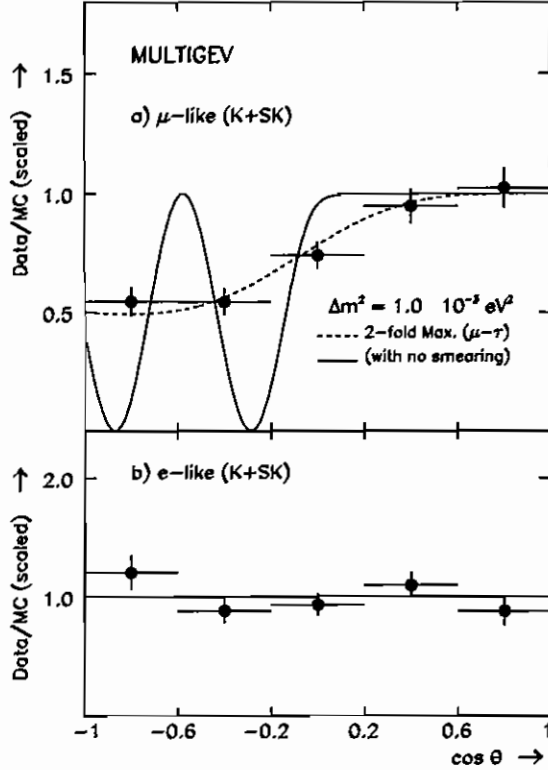 MULTIGEV
a) μ-like (K+SK)
Data/MC (scaled) →
1.5
1.0
0.5
Δm² = 1.0 10⁻³ eV²
2-fold Max. (μ-τ)
(with no smearing)
b) e-like (K+SK)
Data/MC (scaled) →
2.0
1.0
-1 -0.6 -0.2 0.2 0.6 1
cos θ →